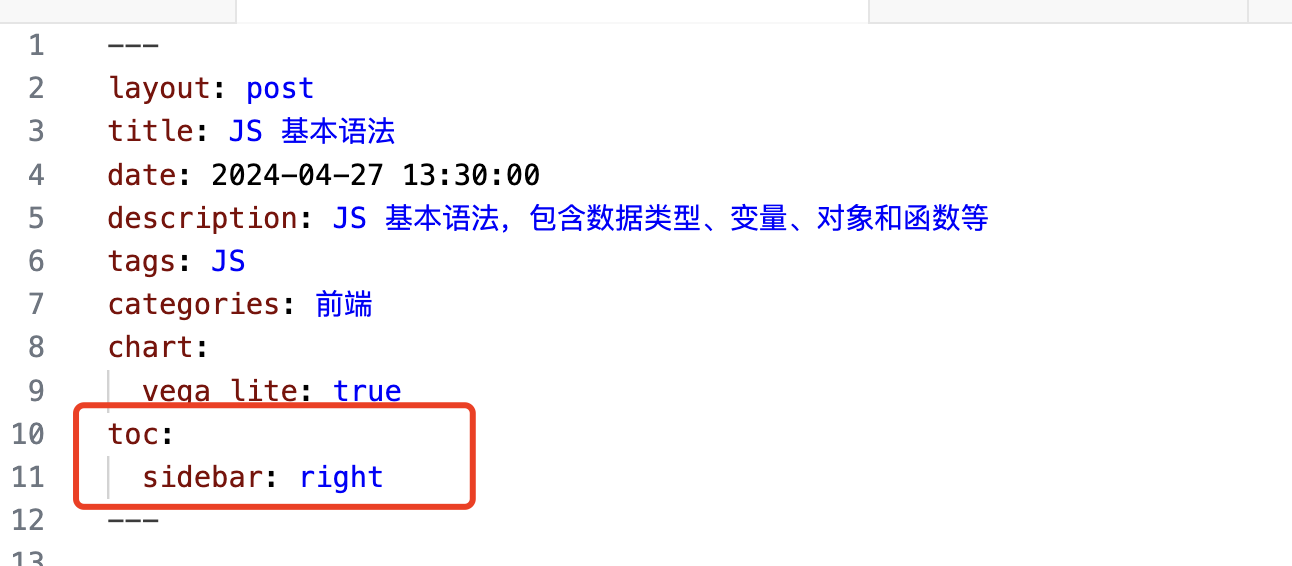 1 ---
2 layout: post
3 title: JS 基本语法
4 date: 2024-04-27 13:30:00
5 description: JS 基本语法，包含数据类型、变量、对象和函数等
6 tags: JS
7 categories: 前端
8 chart:
9 vega_lite: true
10 toc:
11 sidebar: right
12 ---
13